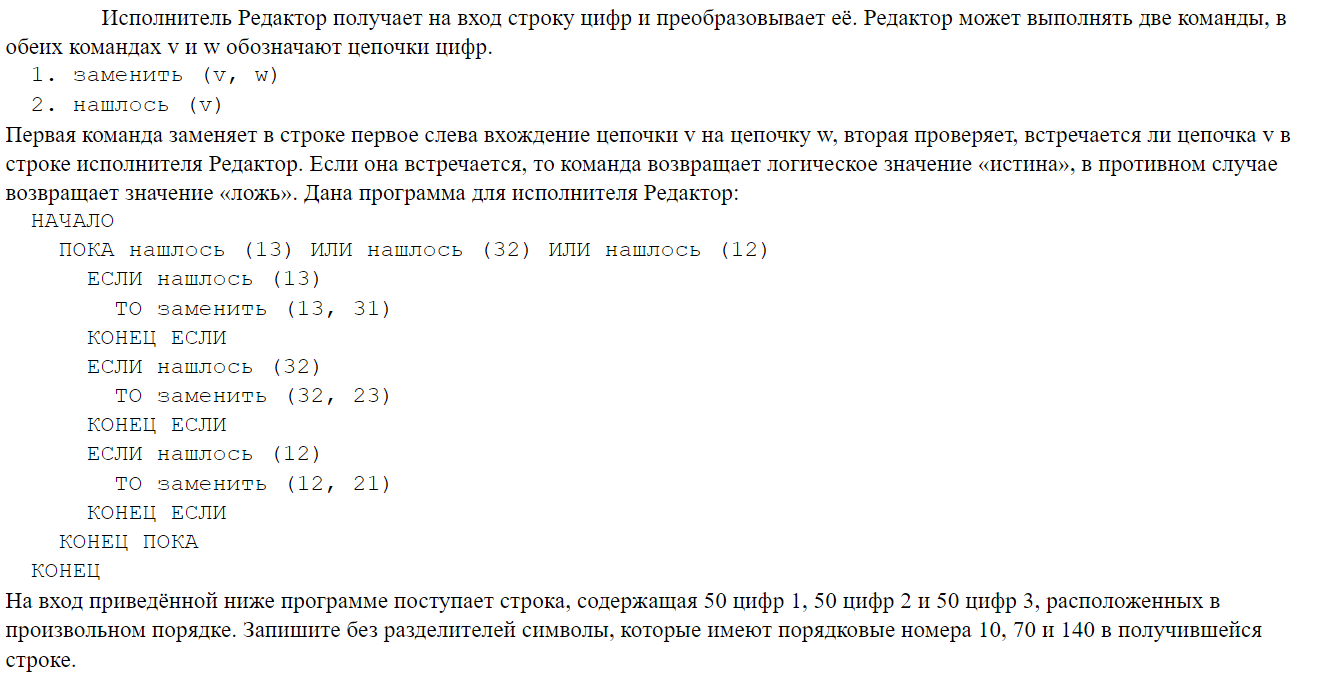 Исполнитель Редактор получает на вход строку цифр и преобразовывает её. Редактор может выполнять две команды, в
обеих командах v и w обозначают цепочки цифр.
1. заменить (v, w)
2. нашлось (v)
Первая команда заменяет в строке первое слева вхождение цепочки v на цепочку w, вторая проверяет, встречается ли цепочка v в
строке исполнителя Редактор. Если она встречается, то команда возвращает логическое значение «истина», в противном случае
возвращает значение «ложь». Дана программа для исполнителя Редактор:
НАЧАЛО
ПОКА нашлось (13) ИЛИ нашлось (32) ИЛИ нашлось (12)
ЕСЛИ нашлось (13)
ТО заменить (13, 31)
КОНЕЦ ЕСЛИ
ЕСЛИ нашлось (32)
ТО заменить (32, 23)
КОНЕЦ ЕСЛИ
ЕСЛИ нашлось (12)
ТО заменить (12, 21)
КОНЕЦ ЕСЛИ
КОНЕЦ ПОКА
КОНЕЦ
На вход приведённой ниже программе поступает строка, содержащая 50 цифр 1, 50 цифр 2 и 50 цифр 3, расположенных в
произвольном порядке. Запишите без разделителей символы, которые имеют порядковые номера 10, 70 и 140 в получившейся
строке.